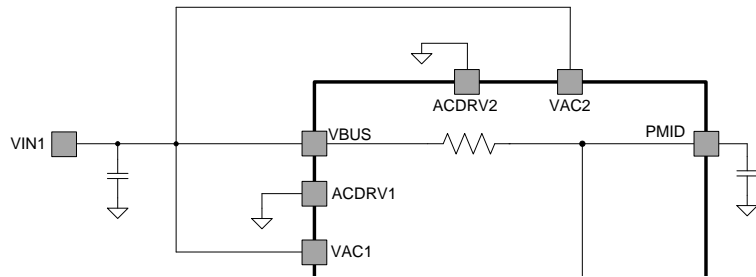 ACDRV2
VAC2
VIN1
VBUS
PMID
ACDRV1
VAC1